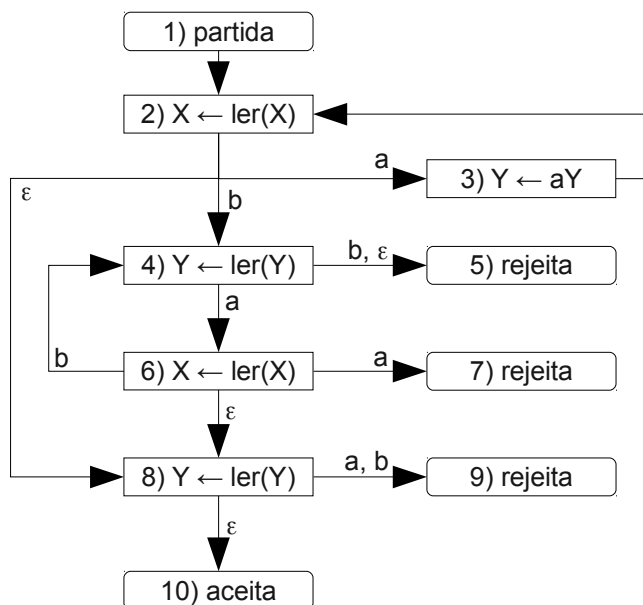 1) partida
2) X ← ler(X)
a
3) Y ← aY
ε
b
4) Y ← ler(Y)
b, ε
5) rejeita
a
b
6) X ← ler(X)
a
7) rejeita
ε
8) Y ← ler(Y)
a, b
9) rejeita
ε
10) aceita